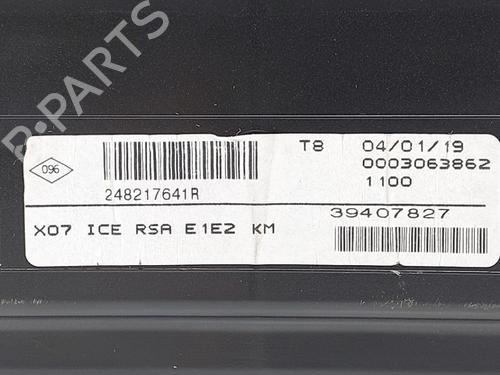 T8 04/01/19
096
0003063862
248217641R
1100
39407827
X07 ICE RSA E1E2 KM
B-PARTS